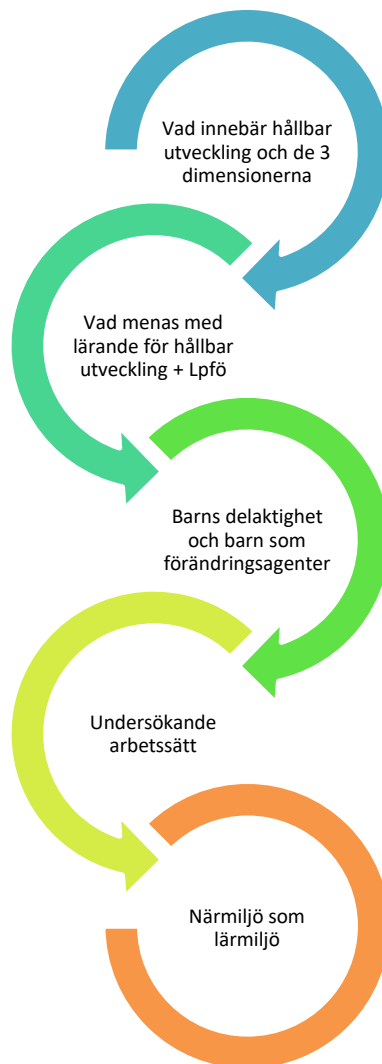 Vad innebär hållbar
utveckling och de 3
dimensionerna
Vad menas med
lärande för hållbar
utveckling + Lpfö
Barns delaktighet
och barn som
förändringsagenter
Undersökande
arbetssätt
Närmiljö som
lärmiljö